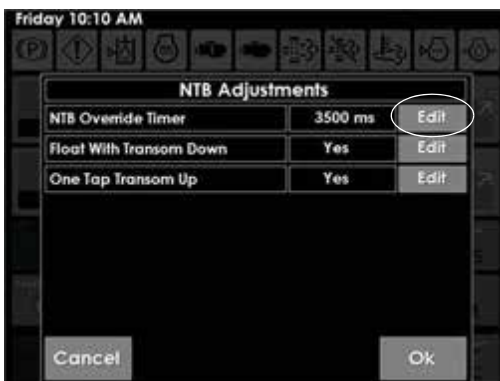 Friday 10:10 AM
NTB Adjustments
NTB Override Timer 3500 ms Edit
Float With Transom Down Yes Edit
One Tap Transom Up Yes Edit
Cancel Ok